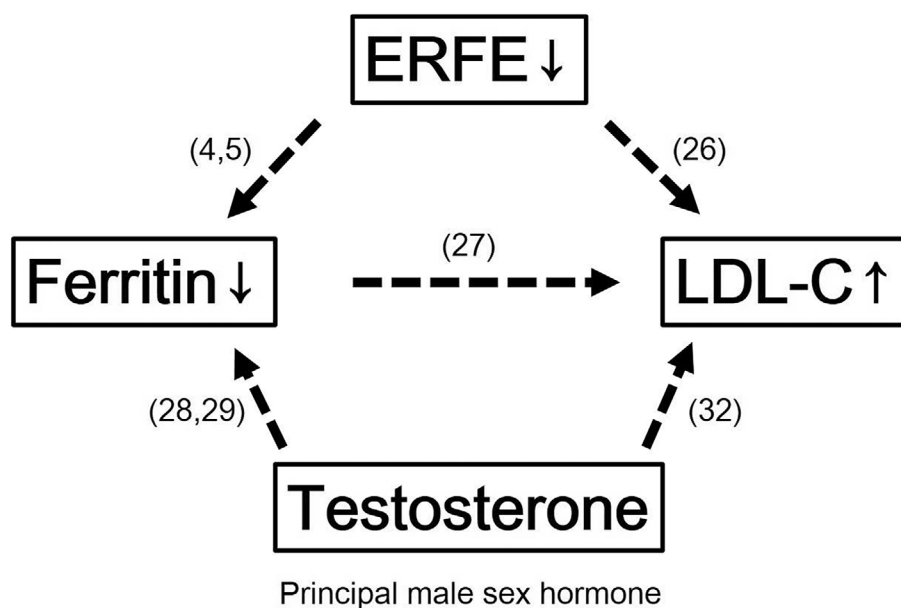 ERFE↓
(4,5)
(26)
(27)
Ferritin↓
LDL-C↑
(28,29)
(32)
Testosterone
Principal male sex hormone